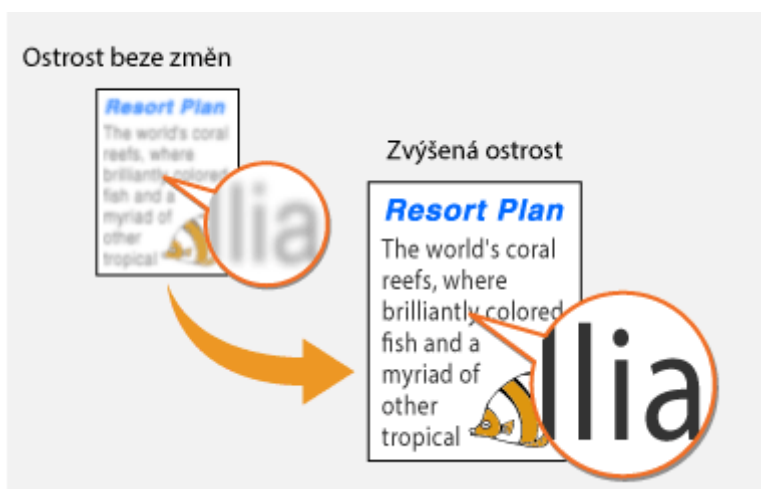 Ostrost beze změn
Resort Plan
The world's coral
reefs, where
brilliantly colored
fish and a
myriad of
other
tropical
llia
Zvýšená ostrost
Resort Plan
The world's coral
reefs, where
brilliantly colored
fish and a
myriad of
other
tropical
llia